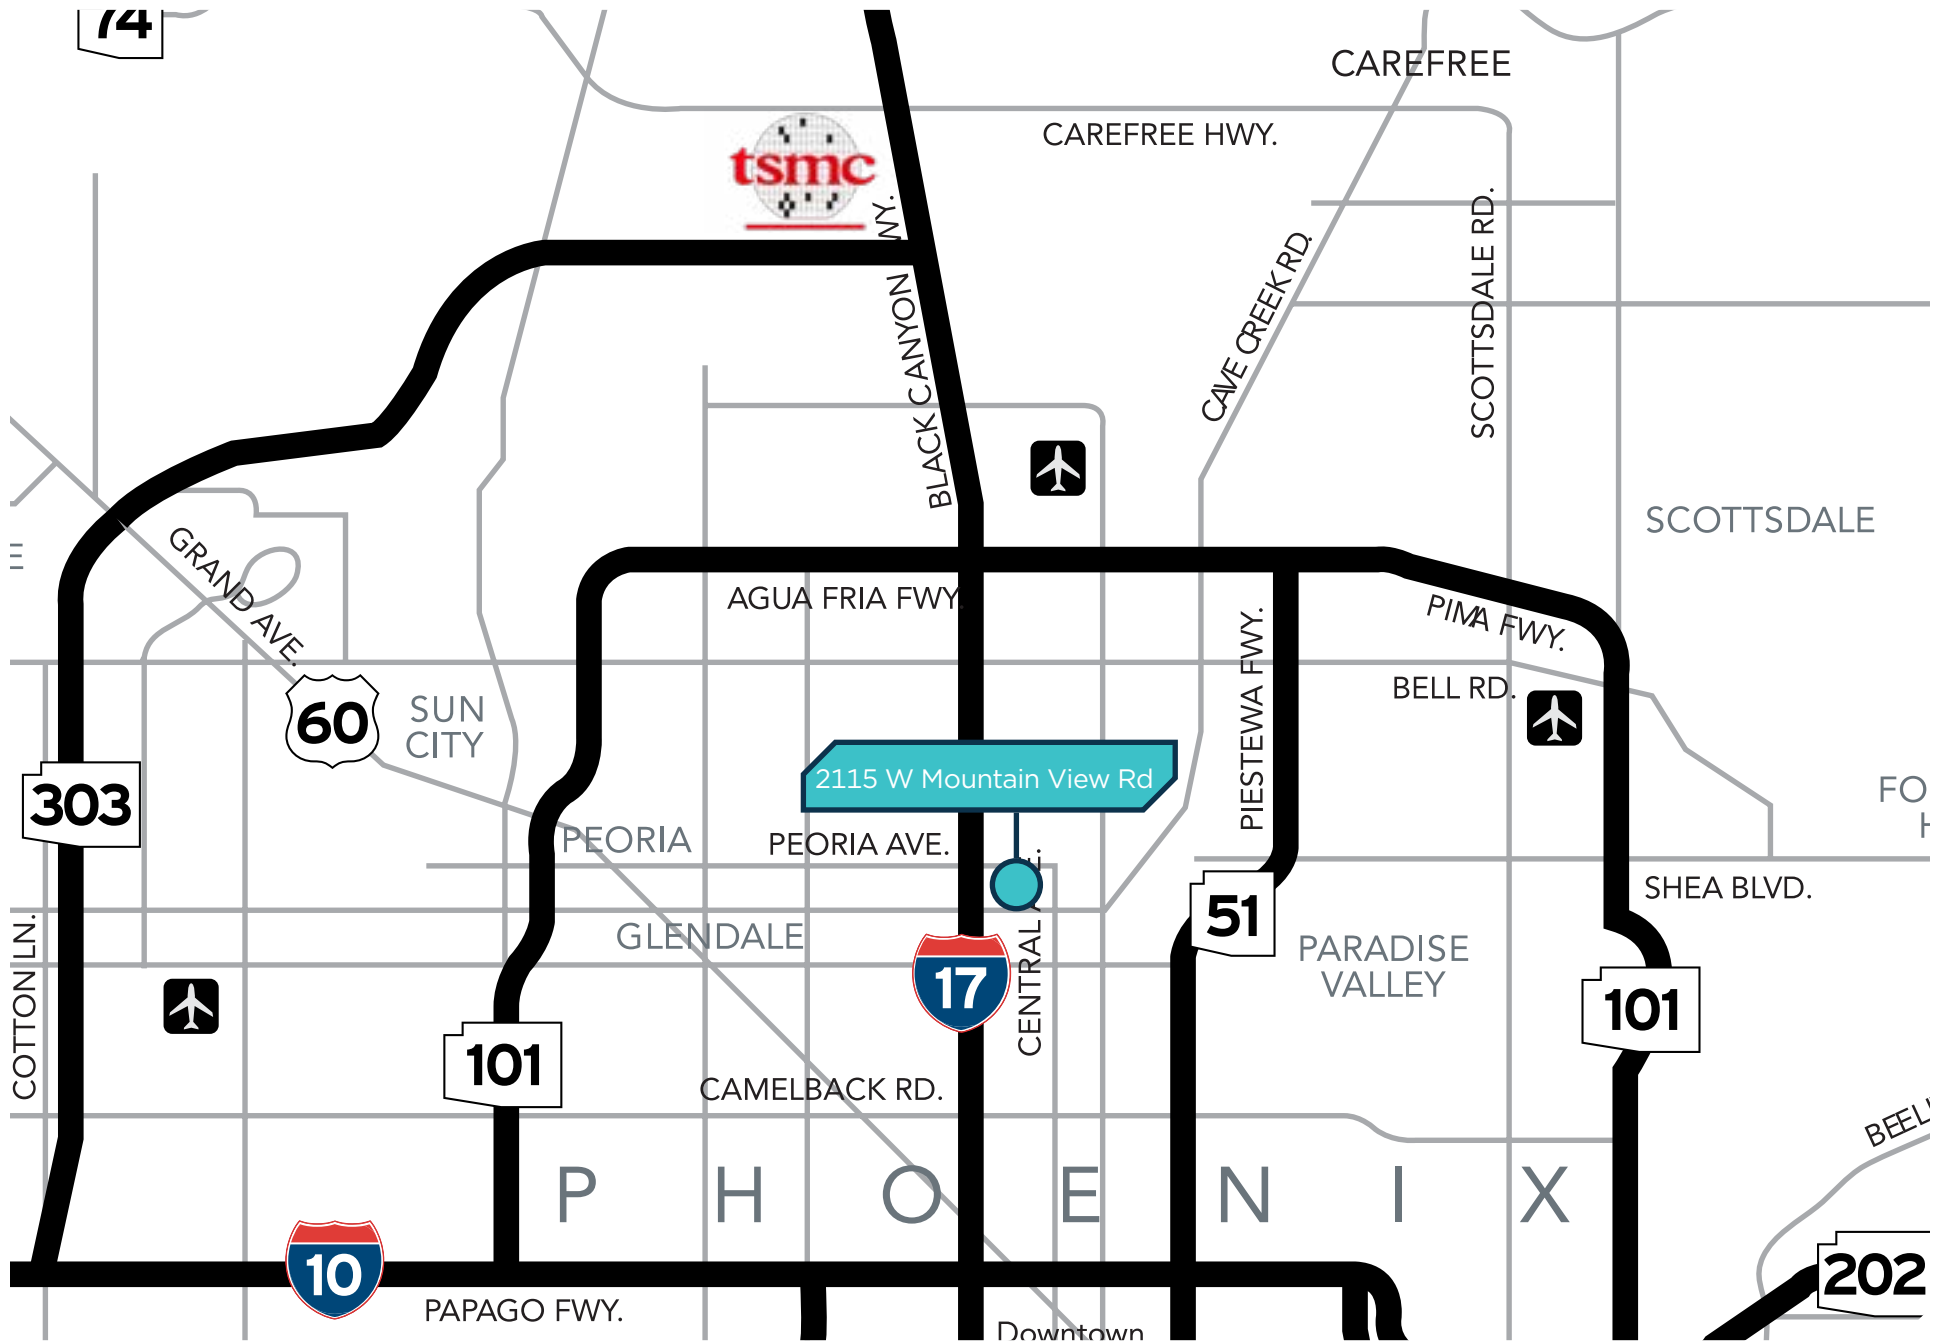 74
CAREFREE
CAREFREE HWY.
tsmc
BLACK CANYON
SCOTTSDALE RD.
CAVE CREEK RD.
SCOTTSDALE
GRAND AVE.
AGUA FRIA FWY.
PIMA FWY.
PIESTEWA FWY.
BELL RD.
60
SUN
CITY
2115 W Mountain View Rd
303
PEORIA
PEORIA AVE.
SHEA BLVD.
51
GLENDALE
PARADISE
VALLEY
17
CENTRAL
COTTON LN.
101
101
CAMELBACK RD.
PHOENIX
10
202
PAPAGO FWY.
Downtown